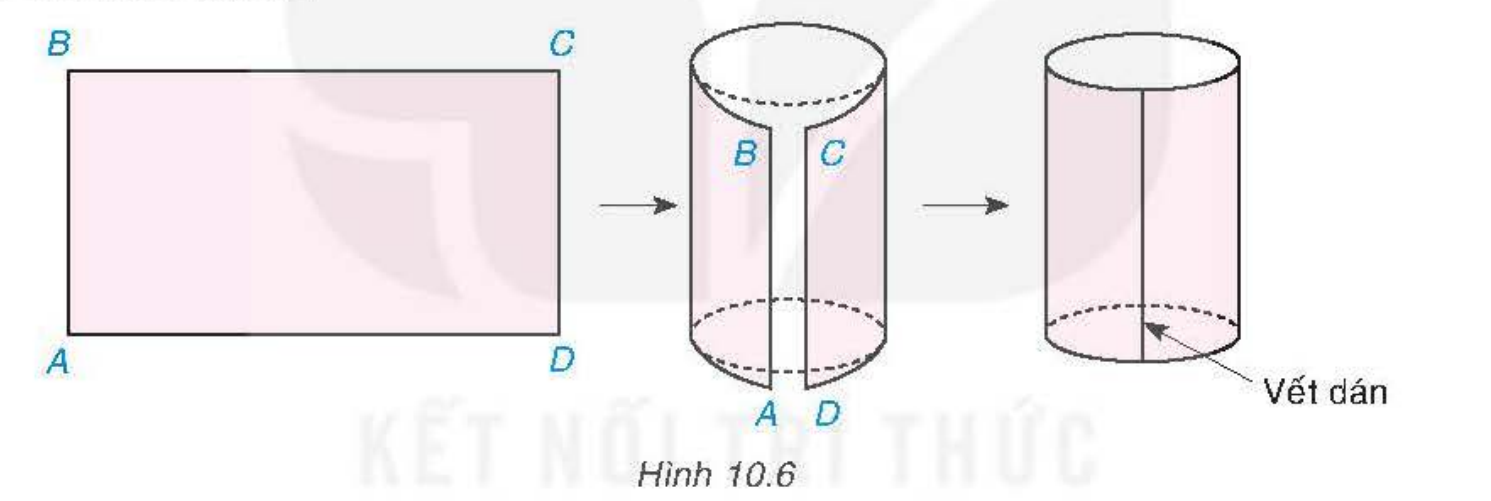 B C
B C
A D
A D
Vết dán
KẾT NỐI TRI THỨC
Hình 10.6